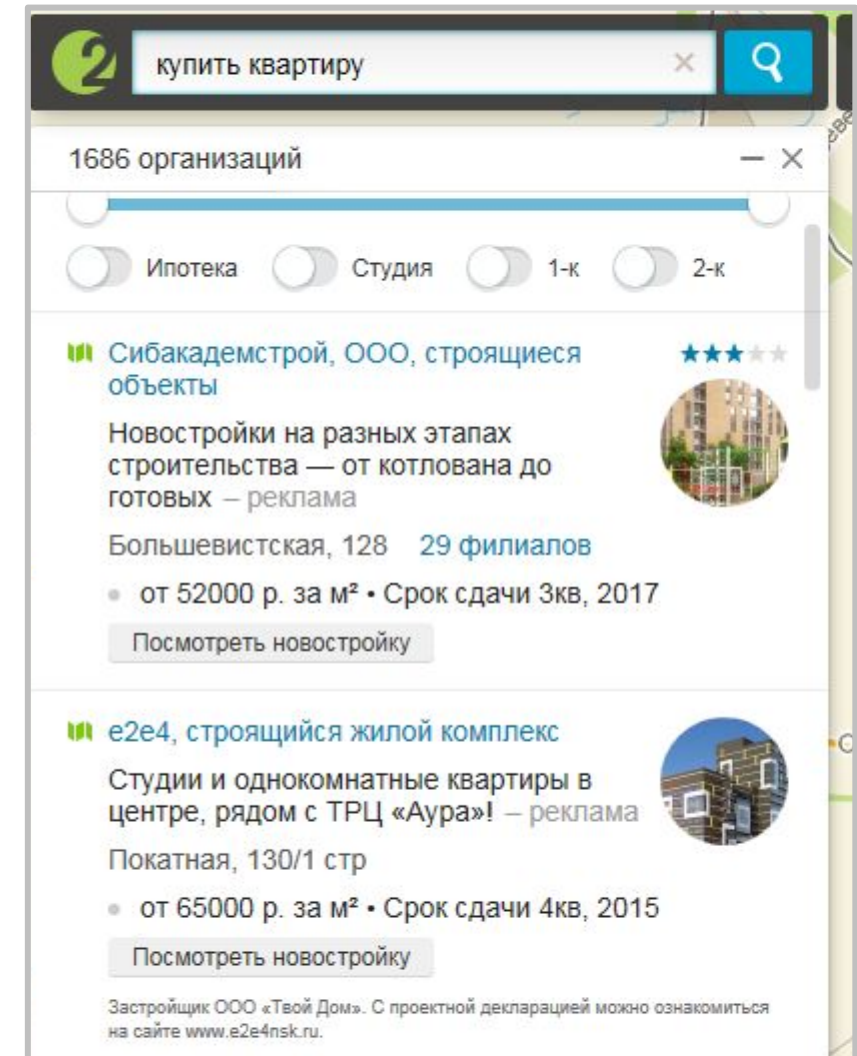 2
купить квартиру
1686 организаций
Ипотека Студия 1-к 2-к
Сибакадемстрой, ООО, строящиеся
объекты
Новостройки на разных этапах
строительства — от котлована до
готовых – реклама
Большевистская, 128 29 филиалов
от 52000 р. за м² • Срок сдачи 3кв, 2017
Посмотреть новостройку
e2e4, строящийся жилой комплекс
Студии и однокомнатные квартиры в
центре, рядом с ТРЦ «Аура»! – реклама
Покатная, 130/1 стр
от 65000 р. за м² • Срок сдачи 4кв, 2015
Посмотреть новостройку
Застройщик ООО «Твой Дом». С проектной декларацией можно ознакомиться
на сайте www.e2e4nsk.ru.